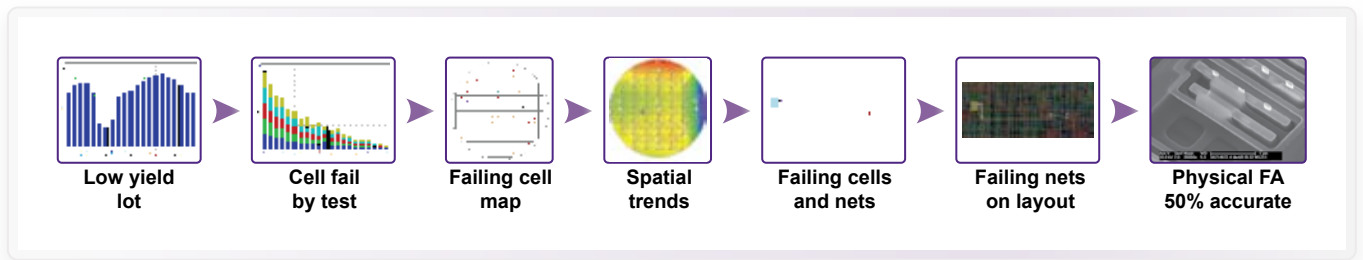 Low yield
lot
Cell fail
by test
Failing cell
map
Spatial
trends
Failing cells
and nets
Failing nets
on layout
Physical FA
50% accurate